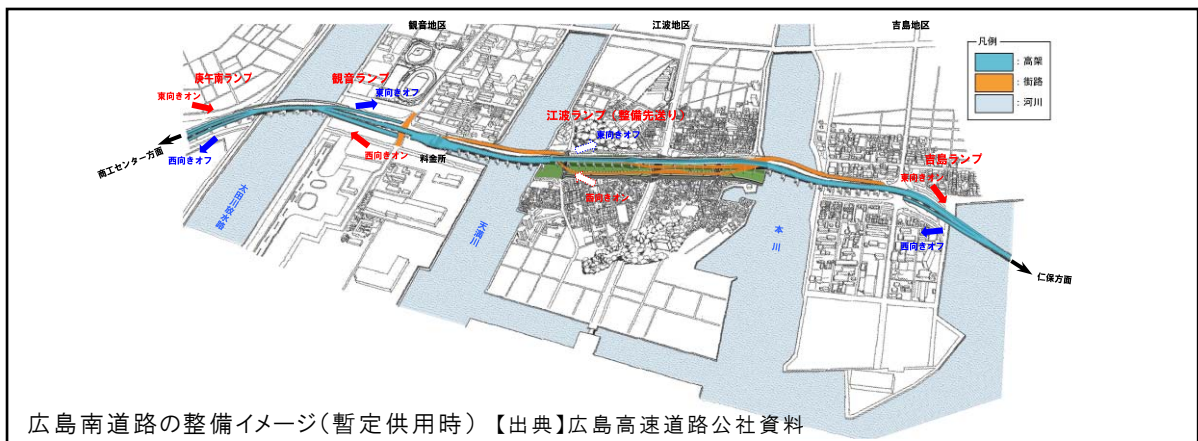 観音地区
江波地区
吉島地区
凡例
：高架
：街路
：河川
庚午南ランプ
東向きオン
観音ランプ
東向きオフ
江波ランプ（整備先送り）
東向きオフ
商工センター方面
西向きオフ
西向きオン
料金所
西向きオン
吉島ランプ
東向きオン
西向きオフ
仁保方面
太田川放水路
天満川
本川
広島南道路の整備イメージ（暫定供用時）【出典】広島高速道路公社資料